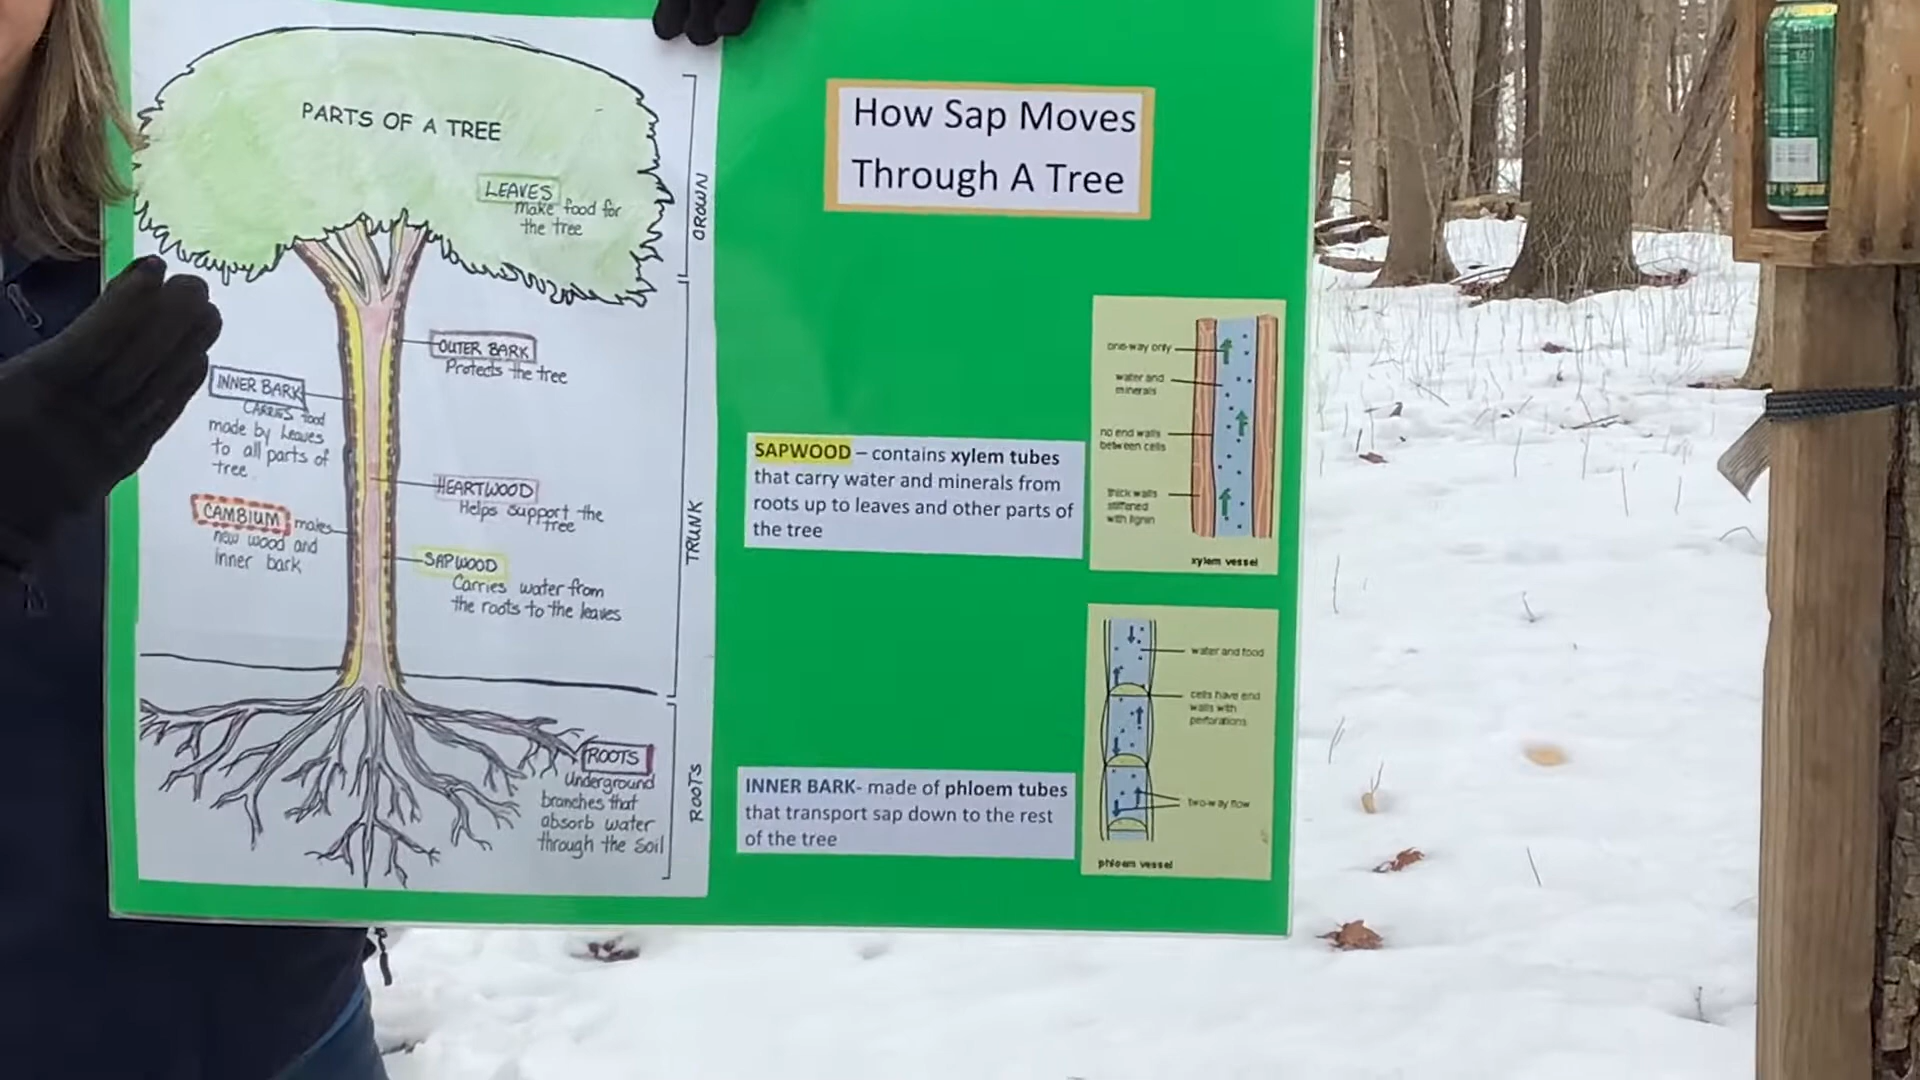 PARTS OF A TREE
LEAVES
make food for
the tree
CROWN
OUTER BARK
Protects the tree
INNER BARK
CARRIES food
made by leaves
to all parts of
tree.
HEARTWOOD
Helps support the
tree
CAMBIUM makes
new wood and
inner bark
SAPWOOD
Carries water from
the roots to the leaves
TRUNK
ROOTS
Underground
branches that
absorb water
through the soil
ROOTS
How Sap Moves
Through A Tree
SAPWOOD – contains xylem tubes
that carry water and minerals from
roots up to leaves and other parts of
the tree
one-way only
water and
minerals
no end walls
between cells
thick walls
stiffened
with lignin
xylem vessel
INNER BARK- made of phloem tubes
that transport sap down to the rest
of the tree
water and food
cells have end
walls with
perforations
two-way flow
phloem vessel